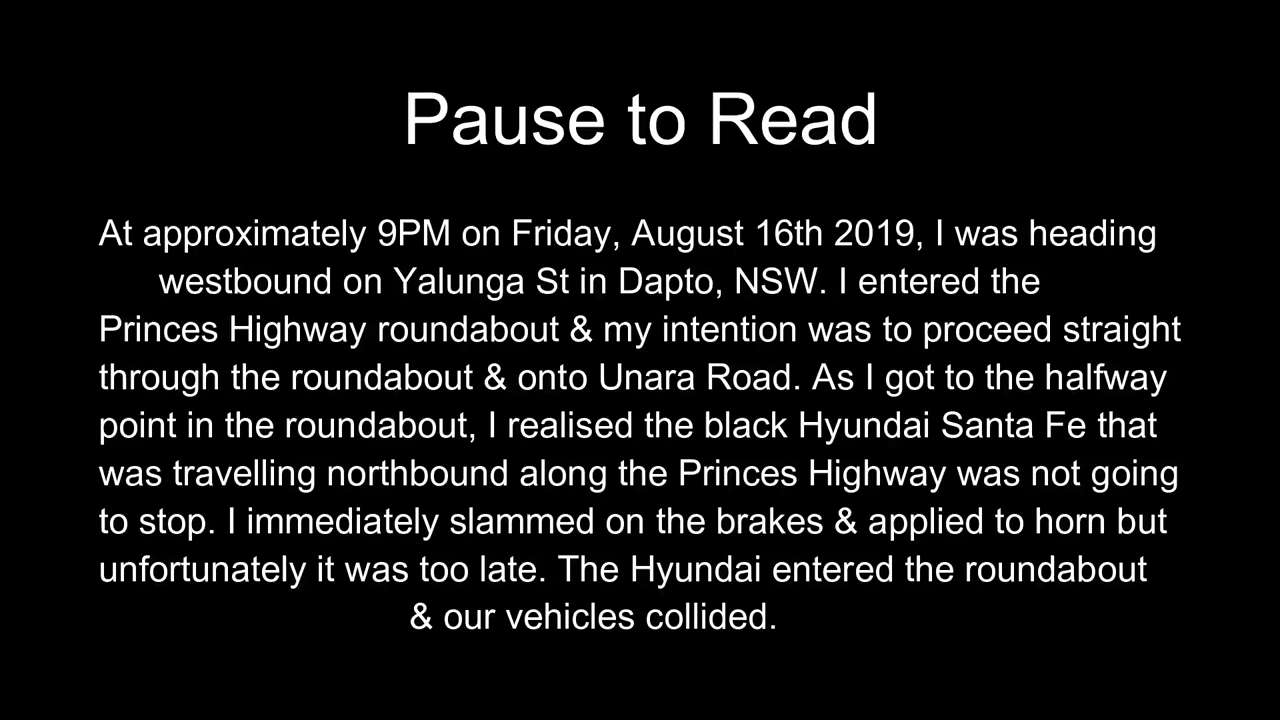 Pause to Read
At approximately 9PM on Friday, August 16th 2019, I was heading
westbound on Yalunga St in Dapto, NSW. I entered the
Princes Highway roundabout & my intention was to proceed straight
through the roundabout & onto Unara Road. As I got to the halfway
point in the roundabout, I realised the black Hyundai Santa Fe that
was travelling northbound along the Princes Highway was not going
to stop. I immediately slammed on the brakes & applied to horn but
unfortunately it was too late. The Hyundai entered the roundabout
& our vehicles collided.